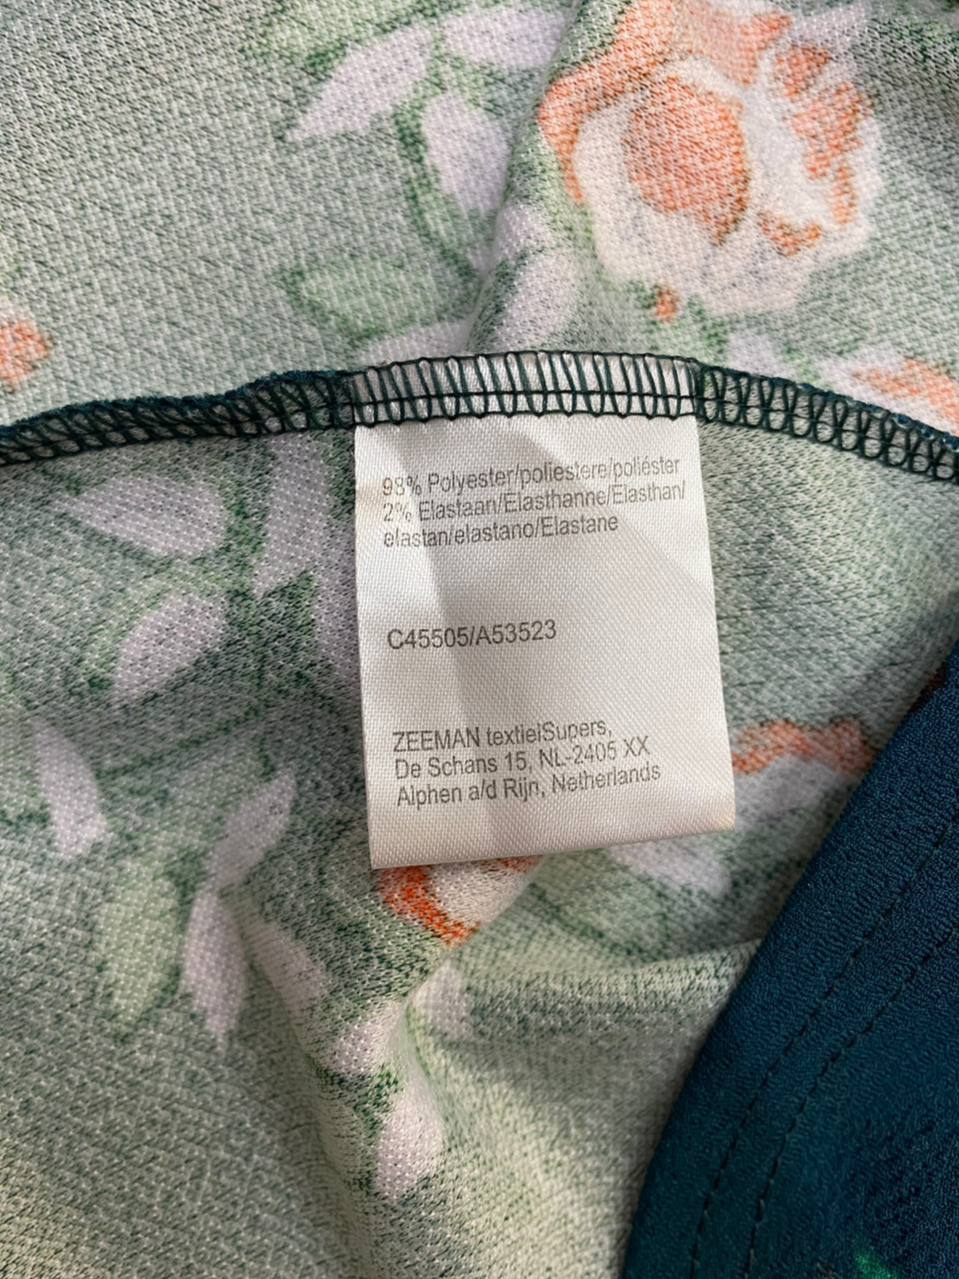 98% Polyester/poliestere/poliéster
2% Elastaan/Elasthanne/Elasthan/
elastan/elastano/Elastane
C45505/A53523
ZEEMAN textielSupers,
De Schans 15, NL-2405 XX
Alphen a/d Rijn, Netherlands